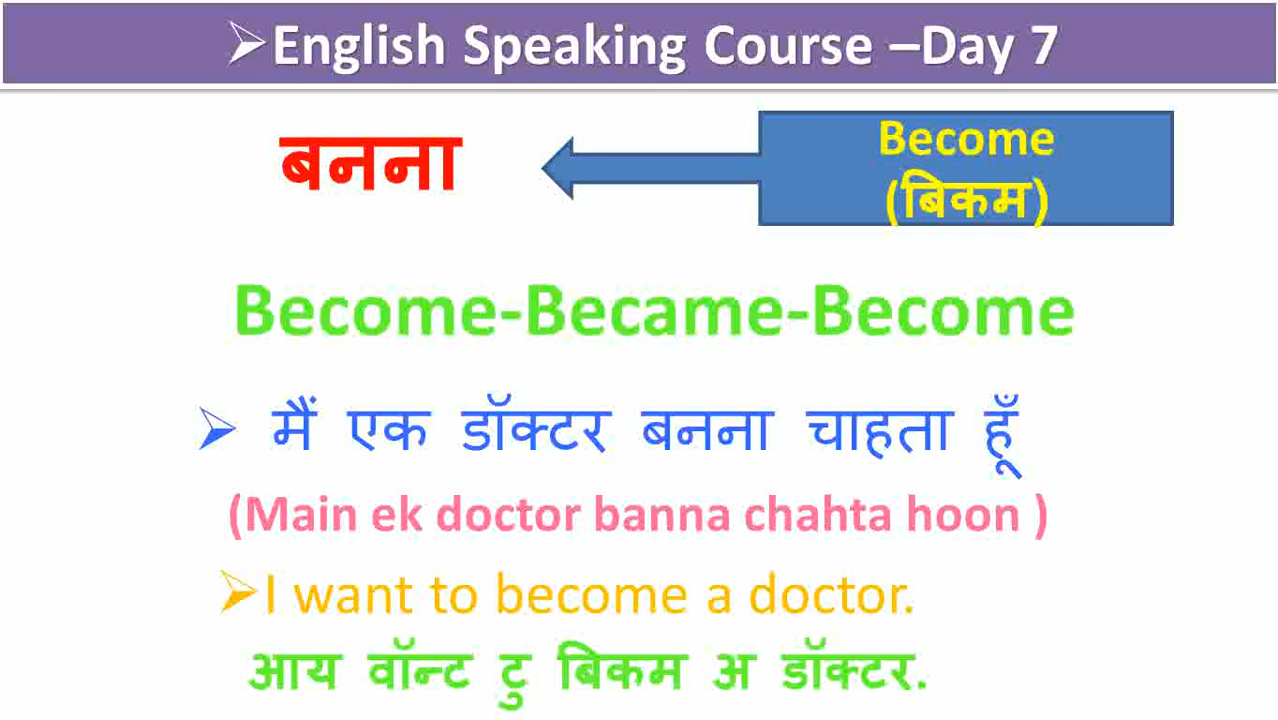 ➢English Speaking Course –Day 7
बनना
Become
(बिकम)
Become-Became-Become
➢ मैं एक डॉक्टर बनना चाहता हूँ
(Main ek doctor banna chahta hoon )
➢I want to become a doctor.
आय वॉन्ट टु बिकम अ डॉक्टर.